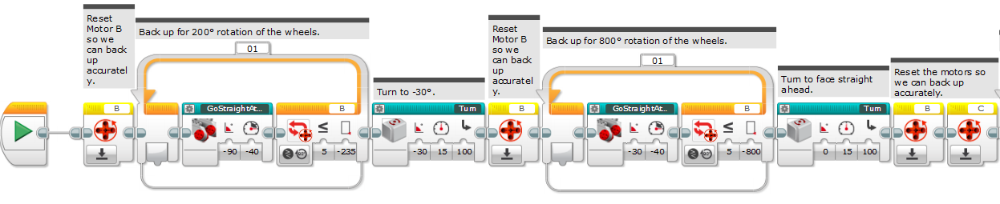 Reset
Motor B
so we
can back
up
accuratel
y.
Back up for 200° rotation of the wheels.
01
B
GoStraightAt...
-90 -40
B
≤
5 -235
Turn to -30°.
Turn
-30 15 100
Reset
Motor B
so we
can back
up
accuratel
y.
B
Back up for 800° rotation of the wheels.
01
GoStraightAt...
-30 -40
B
≤
5 -800
Turn to face straight
ahead.
Turn
0 15 100
Reset the motors so
we can back up
accurately.
B
C